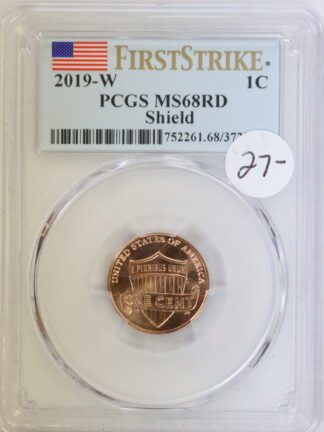 FIRSTSTRIKE®
2019-W 1C
PCGS MS68RD
Shield
752261.68/37
27-
UNITED STATES OF AMERICA
E PLURIBUS UNUM
ONE CENT